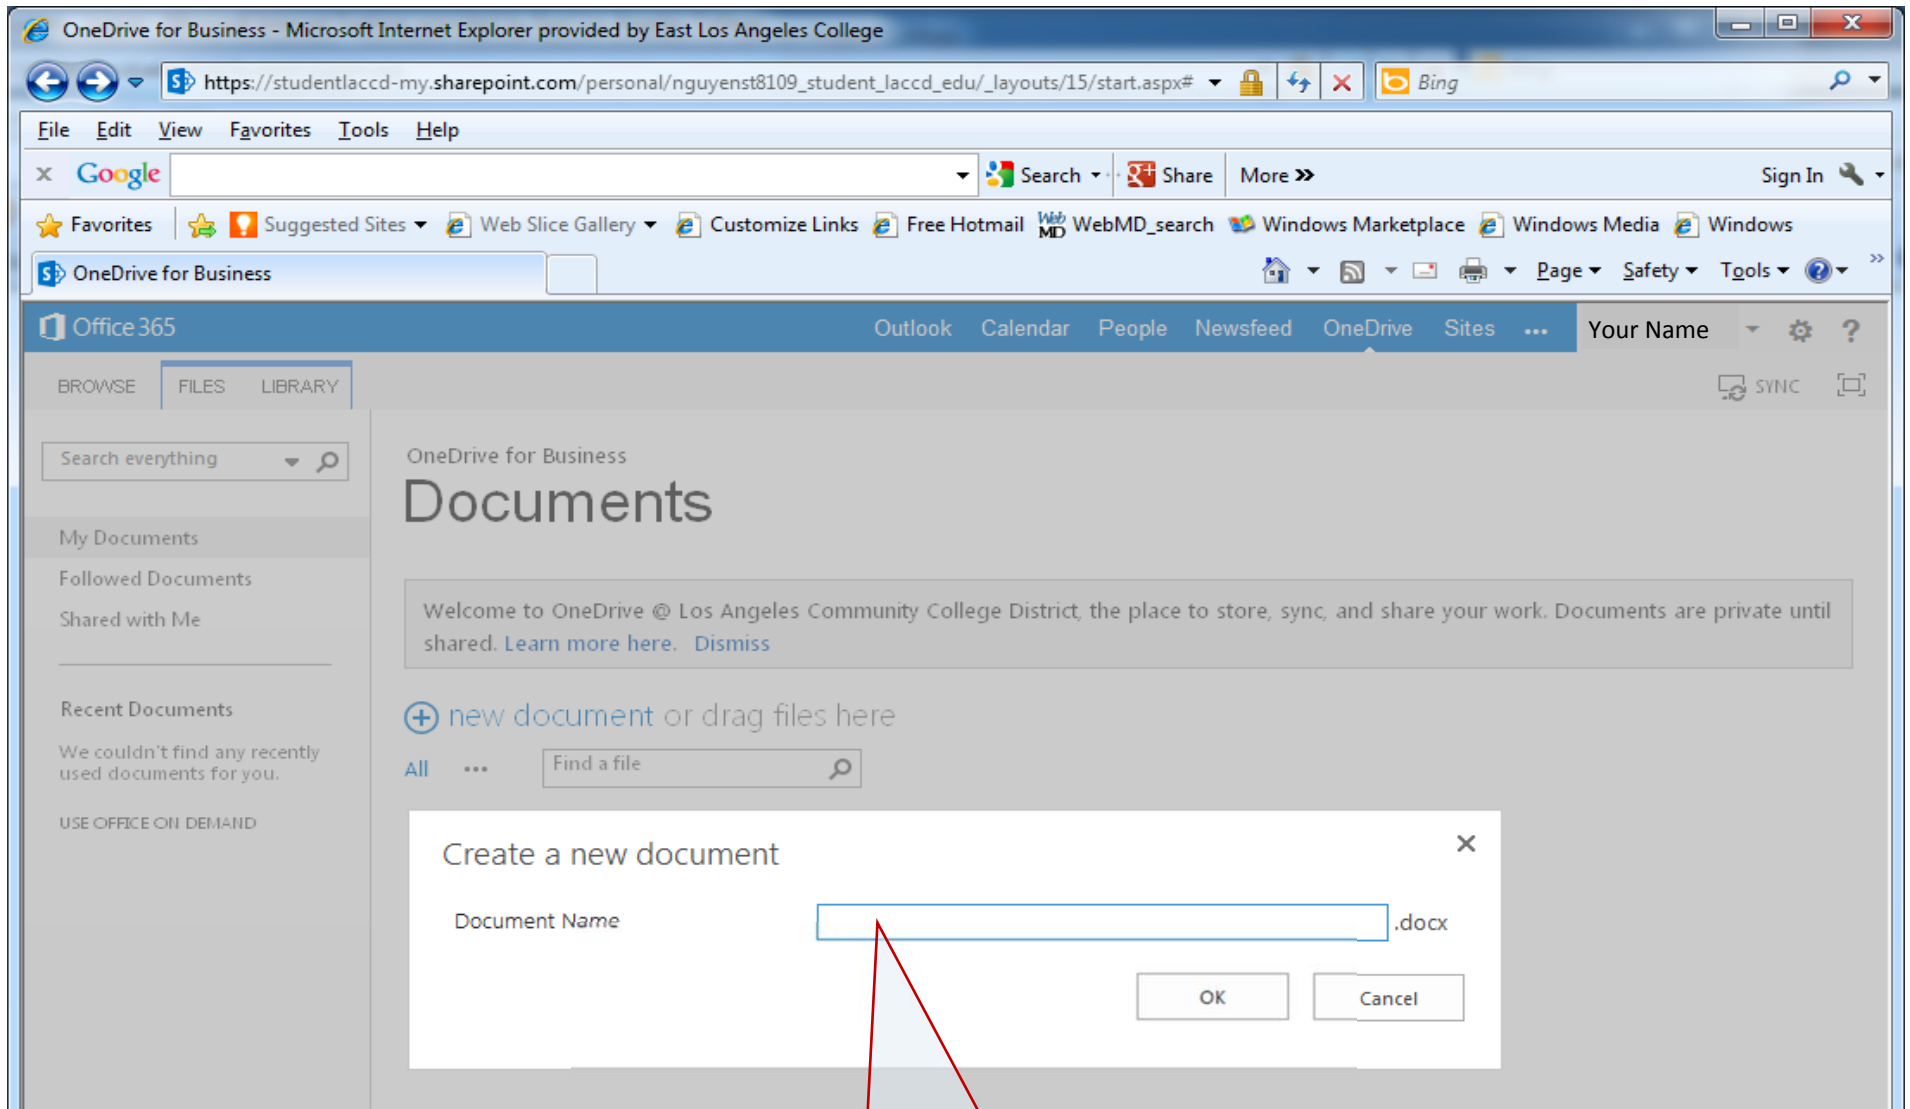 OneDrive for Business - Microsoft Internet Explorer provided by East Los Angeles College
https://studentlaccd-my.sharepoint.com/personal/nguyenst8109_student_laccd_edu/_layouts/15/start.aspx# Bing
File Edit View Favorites Tools Help
x Google Search Share More Sign In
Favorites Suggested Sites Web Slice Gallery Customize Links Free Hotmail Web MD WebMD_search Windows Marketplace Windows Media Windows
OneDrive for Business Page Safety Tools
Office 365 Outlook Calendar People Newsfeed OneDrive Sites ... Your Name ?
BROWSE FILES LIBRARY SYNC
Search everything
My Documents
Followed Documents
Shared with Me
Recent Documents
We couldn't find any recently
used documents for you.
USE OFFICE ON DEMAND
OneDrive for Business
Documents
Welcome to OneDrive @ Los Angeles Community College District, the place to store, sync, and share your work. Documents are private until
shared. Learn more here. Dismiss
new document or drag files here
All ... Find a file
Create a new document
Document Name .docx
OK Cancel